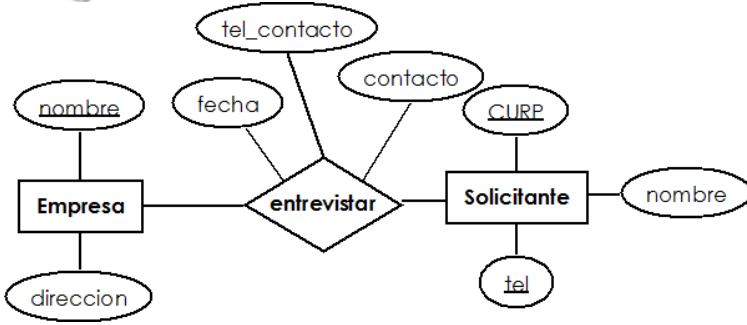 tel_contacto
contacto
nombre
fecha
CURP
Empresa
entrevistar
Solicitante
nombre
direccion
tel